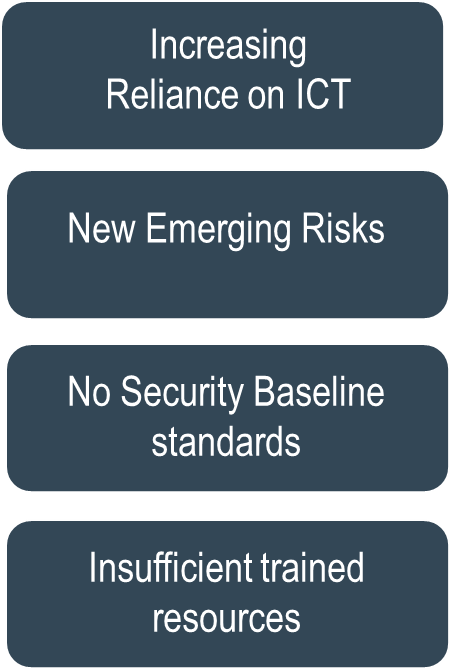 Increasing
Reliance on ICT
New Emerging Risks
No Security Baseline
standards
Insufficient trained
resources